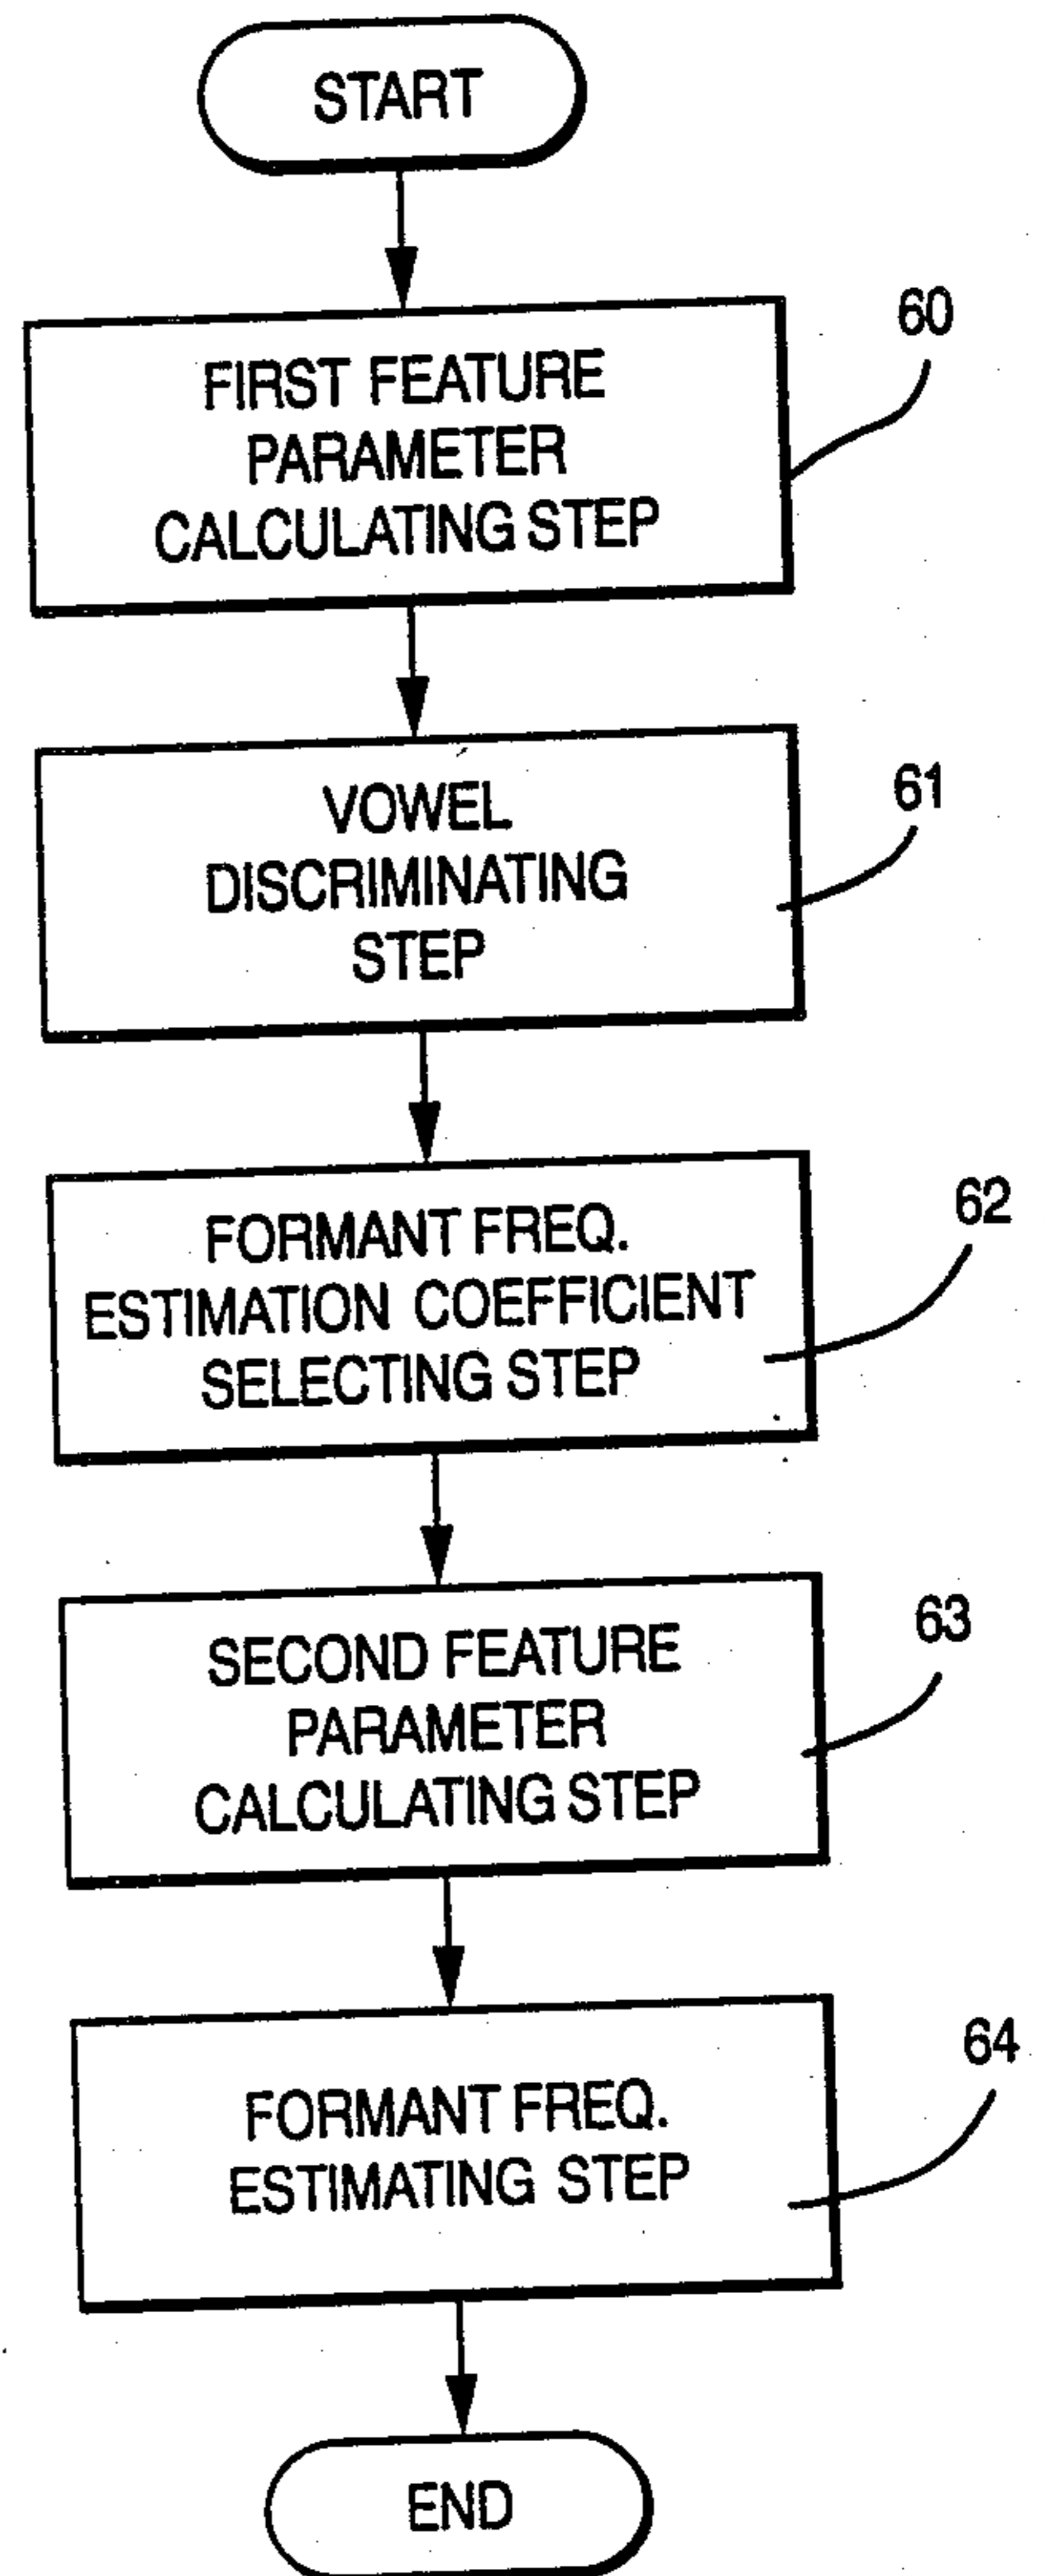 START
60
FIRST FEATURE
PARAMETER
CALCULATING STEP
61
VOWEL
DISCRIMINATING
STEP
62
FORMANT FREQ.
ESTIMATION COEFFICIENT
SELECTING STEP
63
SECOND FEATURE
PARAMETER
CALCULATING STEP
64
FORMANT FREQ.
ESTIMATING STEP
END